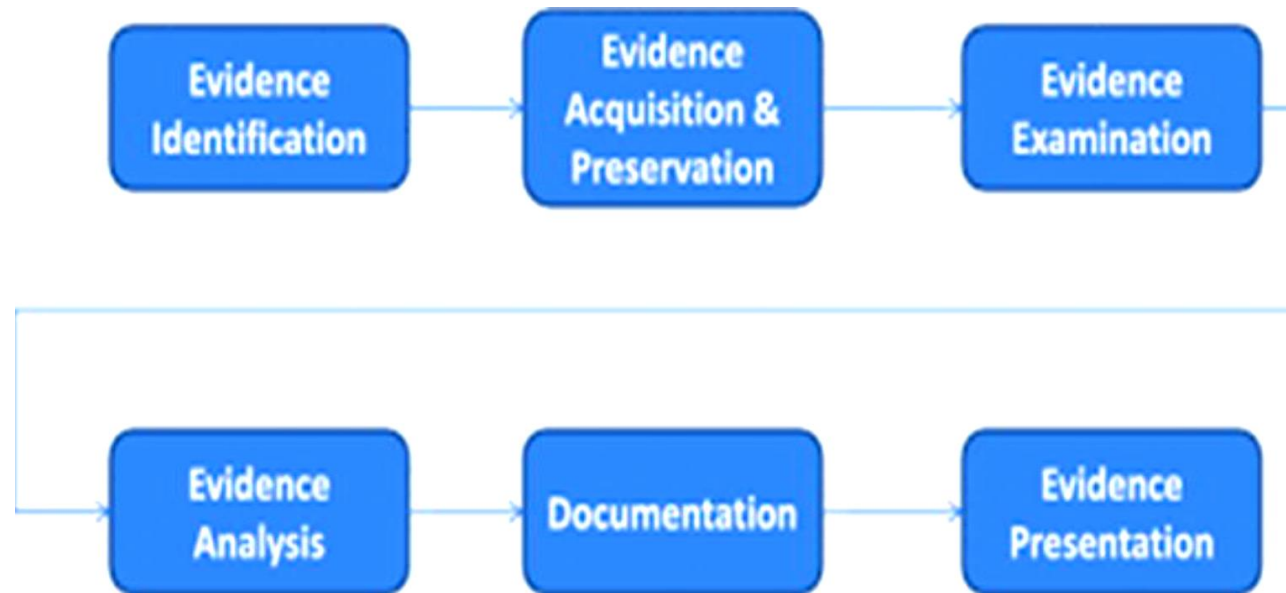 Evidence
Identification
Evidence
Acquisition &
Preservation
Evidence
Examination
Evidence
Analysis
Documentation
Evidence
Presentation